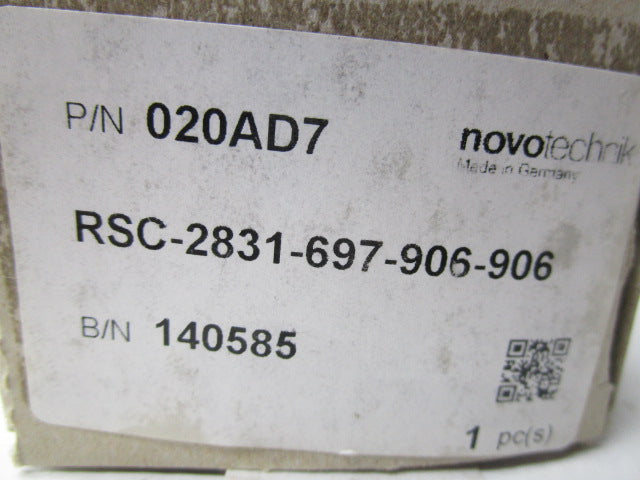 P/N 020AD7
novotechnik
Made in Germany
RSC-2831-697-906-906
B/N 140585
1 pc(s)